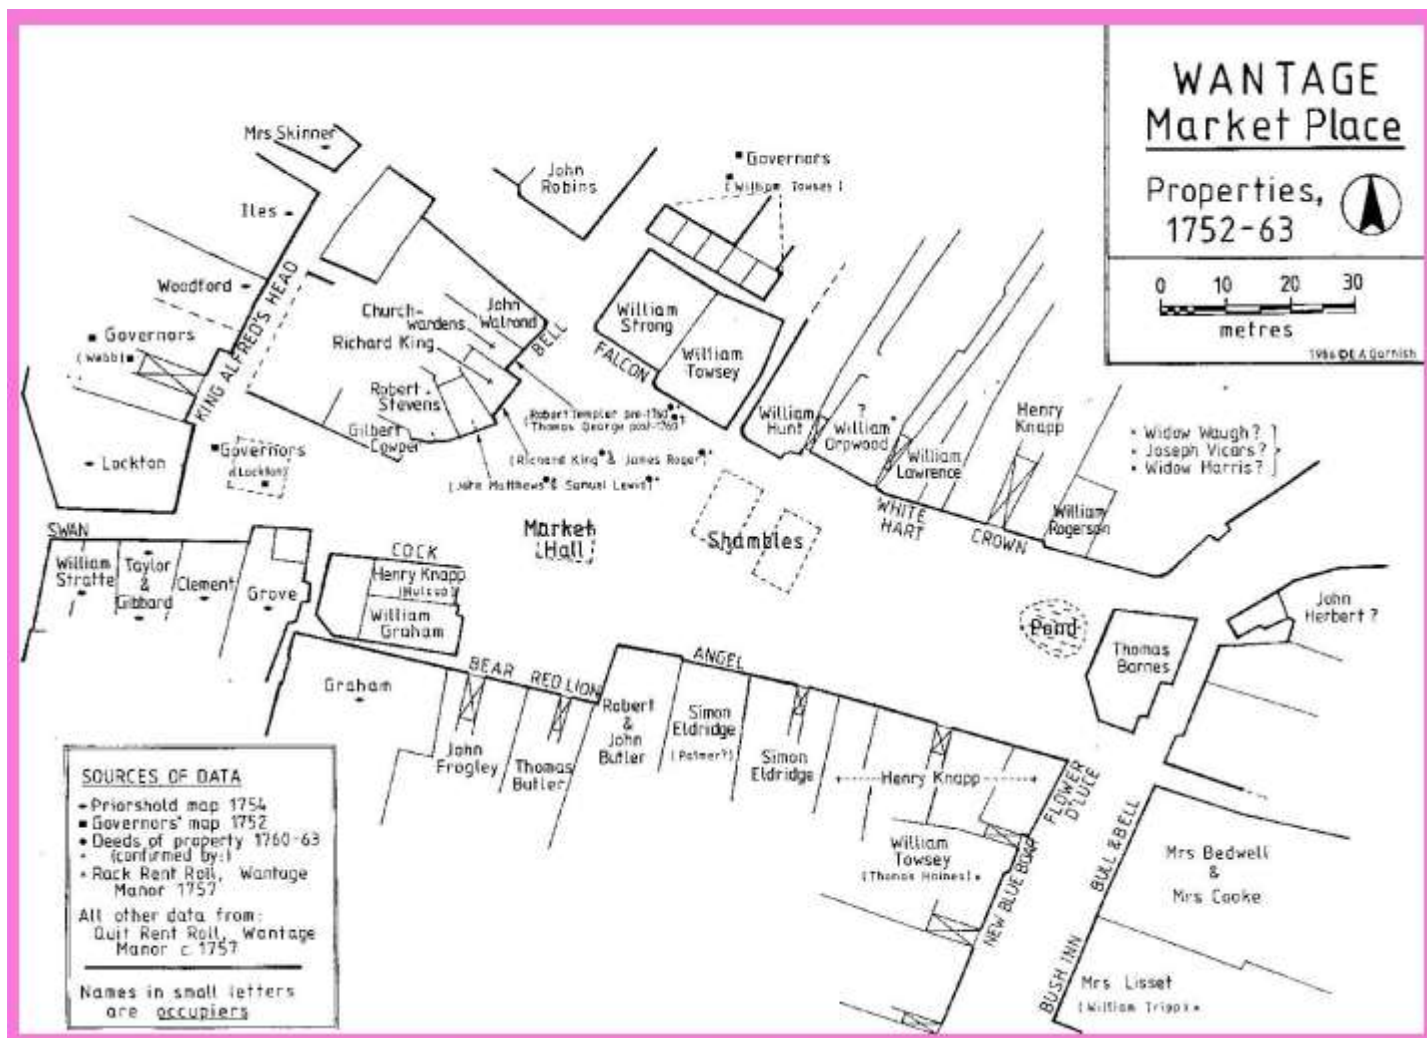 WANTAGE
Market Place
Properties,
1752-63
0 10 20 30
metres
1986 © E A Garnish
Mrs Skinner
Iles
Woodford
Governors
(Webb)
KING ALFRED'S HEAD
Lockton
Governors
(Lockton)
John
Robins
Governors
(William Towsey)
Church-
wardens
John
Walrond
Richard King
BELL
Robert
Stevens
Gilbert
Cowper
Robert Templer pre-1760
Thomas George post-1760
(Richard King & James Roger)
(John Matthews & Samuel Lewis)
William
Strong
FALCON
William
Towsey
William
Hunt
?
William
Orpwood
William
Lawrence
WHITE
HART
Henry
Knapp
CROWN
William
Rogerson
Widow Waugh?
Joseph Vicars?
Widow Harris?
SWAN
William
Stratte
Taylor
&
Gibbard
Clement
Grove
COCK
Henry Knapp
William
Graham
Market
Hall
Shambles
Pond
Thomas
Barnes
John
Herbert ?
Graham
BEAR
RED LION
ANGEL
John
Frogley
Thomas
Butler
Robert
&
John
Butler
Simon
Eldridge
(Palmer?)
Simon
Eldridge
Henry Knapp
FLOWER
D'LUCE
William
Towsey
(Thomas Haines)
NEW BLUE BOAR
BULL & BELL
BUSH INN
Mrs Bedwell
&
Mrs Cooke
Mrs Lisset
(William Tripp)
SOURCES OF DATA
Priorshold map 1754
Governors' map 1752
Deeds of property 1760-63
(confirmed by:)
Rack Rent Roll, Wantage
Manor 1757
All other data from:
Quit Rent Roll, Wantage
Manor c.1757
Names in small letters
are occupiers